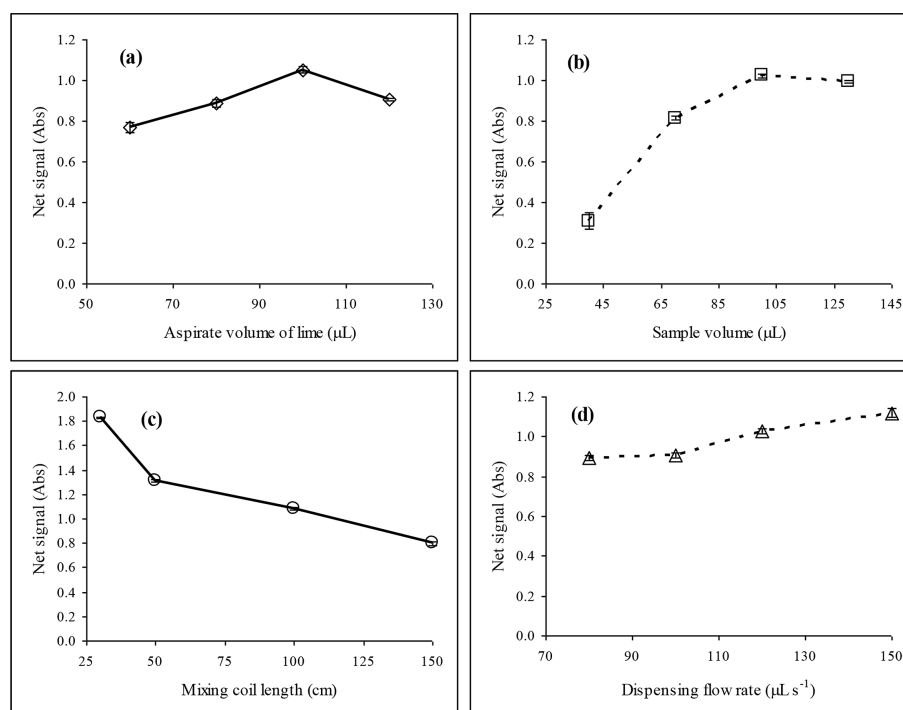 (a)
Net signal (Abs)
1.2
1.0
0.8
0.6
0.4
0.2
0.0
50 70 90 110 130
Aspirate volume of lime (μL)
(b)
Net signal (Abs)
1.2
1.0
0.8
0.6
0.4
0.2
0.0
25 45 65 85 105 125 145
Sample volume (μL)
(c)
Net signal (Abs)
2.0
1.8
1.6
1.4
1.2
1.0
0.8
0.6
0.4
0.2
0.0
25 50 75 100 125 150
Mixing coil length (cm)
(d)
Net signal (Abs)
1.2
1.0
0.8
0.6
0.4
0.2
0.0
70 90 110 130 150
Dispensing flow rate (μL s⁻¹)